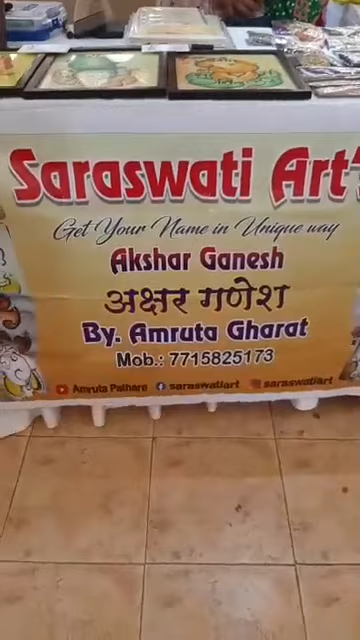 Saraswati Art's
Get Your Name in Unique way
Akshar Ganesh
अक्षर गणेश
By. Amruta Gharat
Mob.: 7715825173
Amruta Pathare saraswatiart saraswatiart